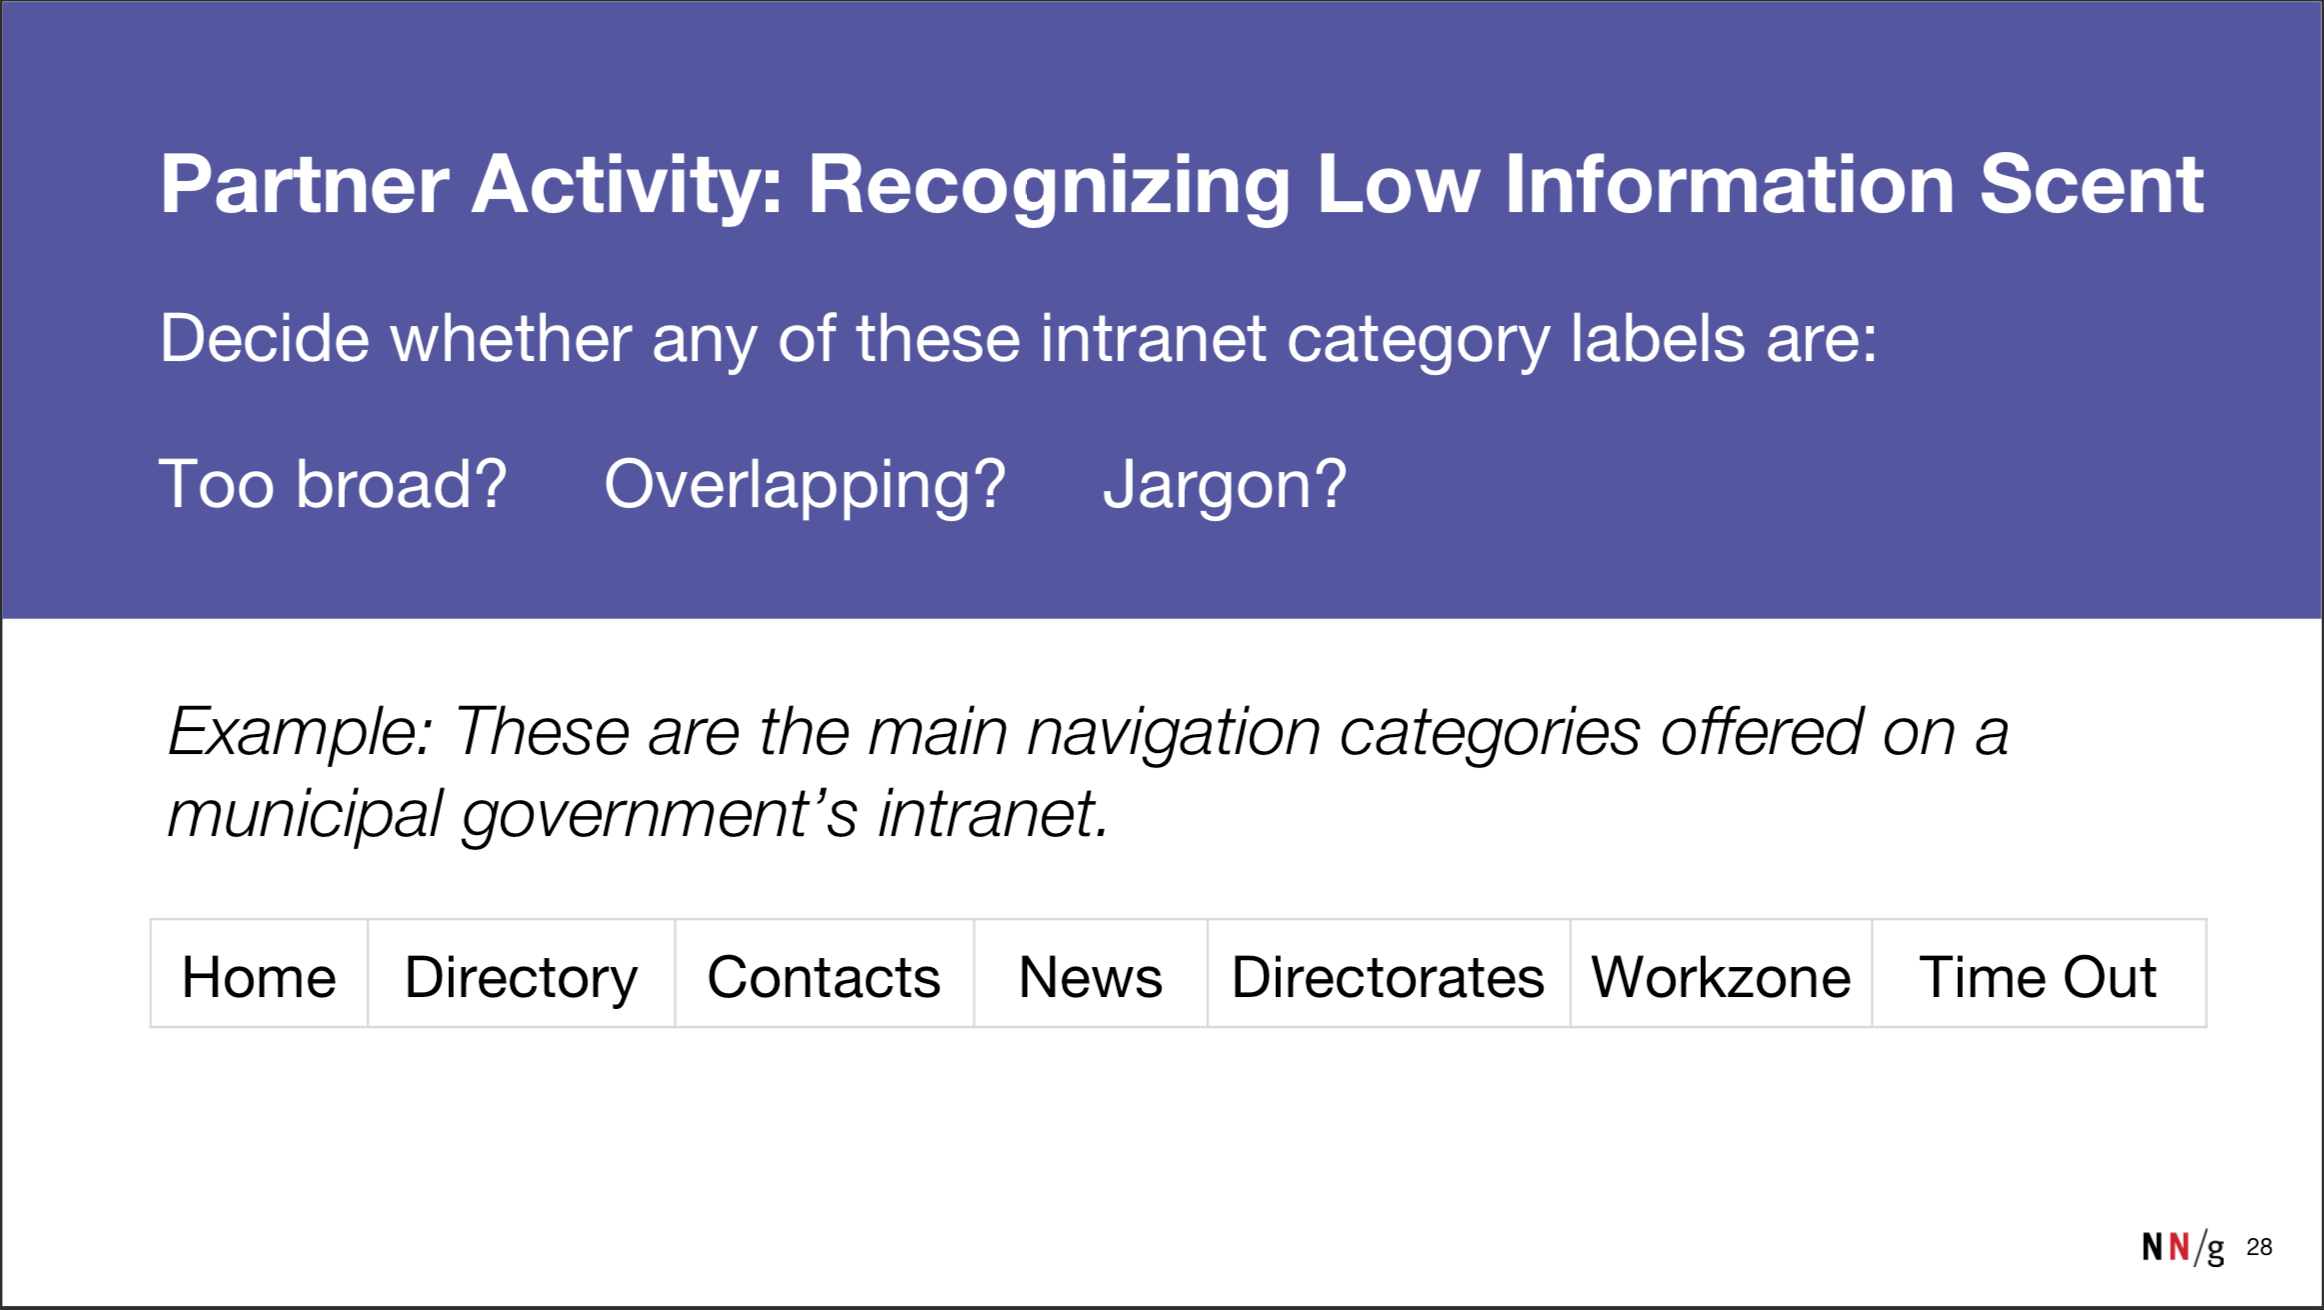 Partner Activity: Recognizing Low Information Scent
Decide whether any of these intranet category labels are:
Too broad? Overlapping? Jargon?
Example: These are the main navigation categories offered on a
municipal government’s intranet.
Home Directory Contacts News Directorates Workzone Time Out
NN/g 28